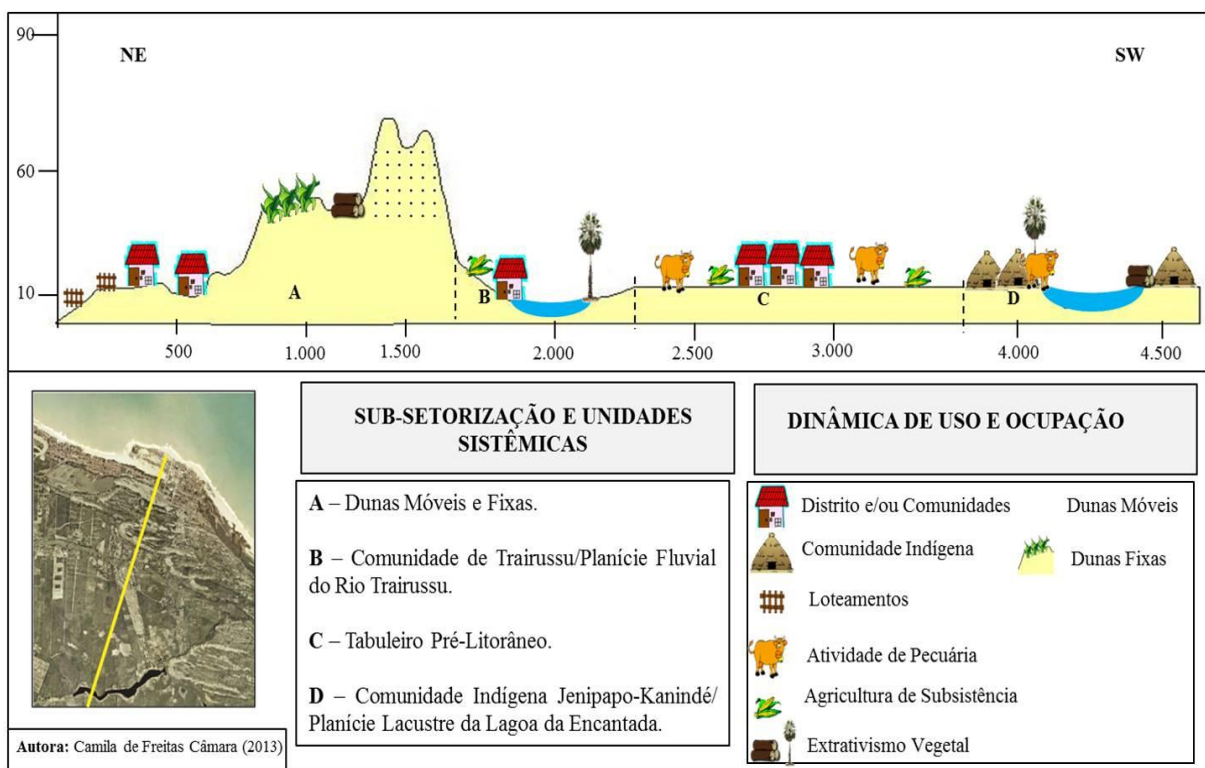 90
NE
SW
60
10
A
B
C
D
500
1.000
1.500
2.000
2.500
3.000
4.000
4.500
SUB-SETORIZAÇÃO E UNIDADES
SISTÊMICAS
A – Dunas Móveis e Fixas.
B – Comunidade de Trairussu/Planície Fluvial
do Rio Trairussu.
C – Tabuleiro Pré-Litorâneo.
D – Comunidade Indígena Jenipapo-Kanindé/
Planície Lacustre da Lagoa da Encantada.
DINÂMICA DE USO E OCUPAÇÃO
Distrito e/ou Comunidades
Dunas Móveis
Comunidade Indígena
Dunas Fixas
Loteamentos
Atividade de Pecuária
Agricultura de Subsistência
Extrativismo Vegetal
Autora: Camila de Freitas Câmara (2013)